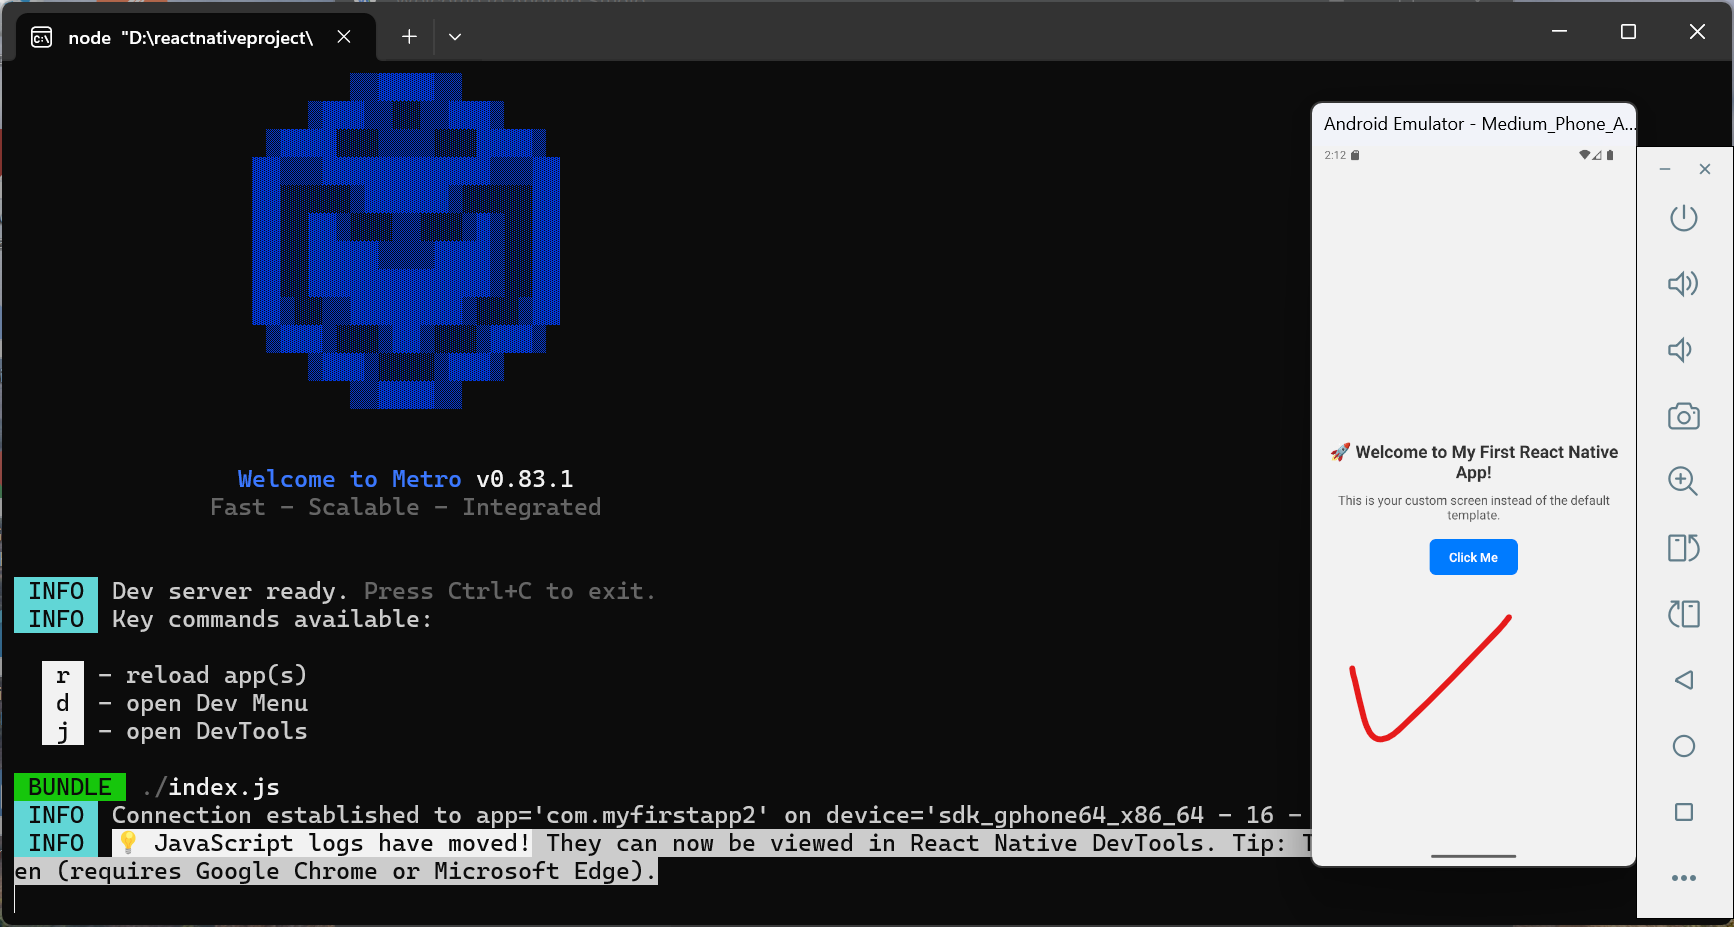 node "D:\reactnativeproject\
Welcome to Metro v0.83.1
Fast - Scalable - Integrated
INFO Dev server ready. Press Ctrl+C to exit.
INFO Key commands available:
r - reload app(s)
d - open Dev Menu
j - open DevTools
BUNDLE ./index.js
INFO Connection established to app='com.myfirstapp2' on device='sdk_gphone64_x86_64 - 16 -
INFO 💡 JavaScript logs have moved! They can now be viewed in React Native DevTools. Tip: T
en (requires Google Chrome or Microsoft Edge).
Android Emulator - Medium_Phone_A...
2:12
🚀 Welcome to My First React Native
App!
This is your custom screen instead of the default
template.
Click Me